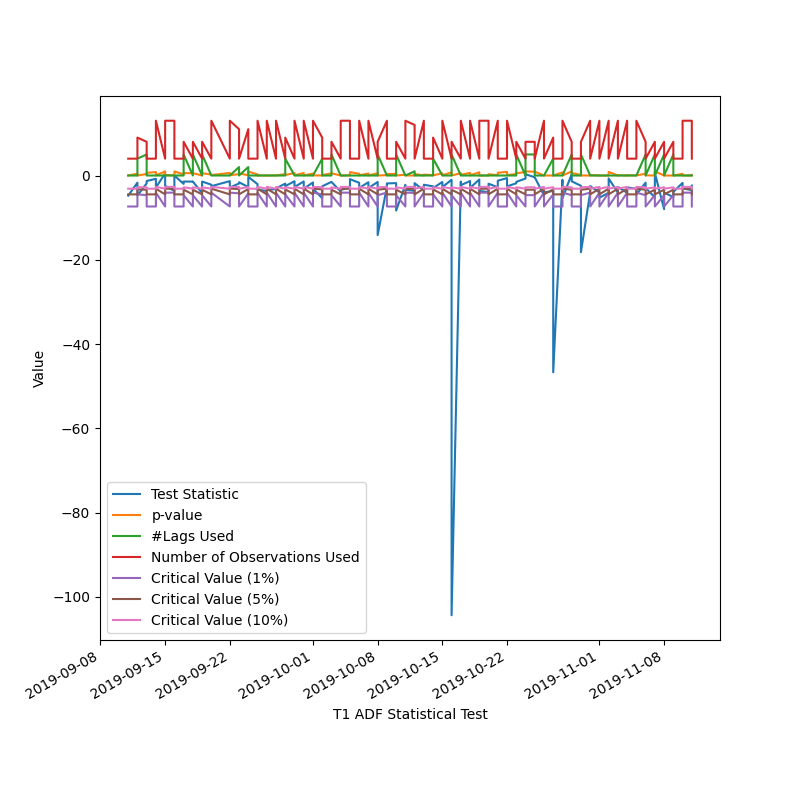 0
−20
−40
−60
−80
−100
Value
Test Statistic
p-value
#Lags Used
Number of Observations Used
Critical Value (1%)
Critical Value (5%)
Critical Value (10%)
2019-09-08
2019-09-15
2019-09-22
2019-10-01
2019-10-08
2019-10-15
2019-10-22
2019-11-01
2019-11-08
T1 ADF Statistical Test